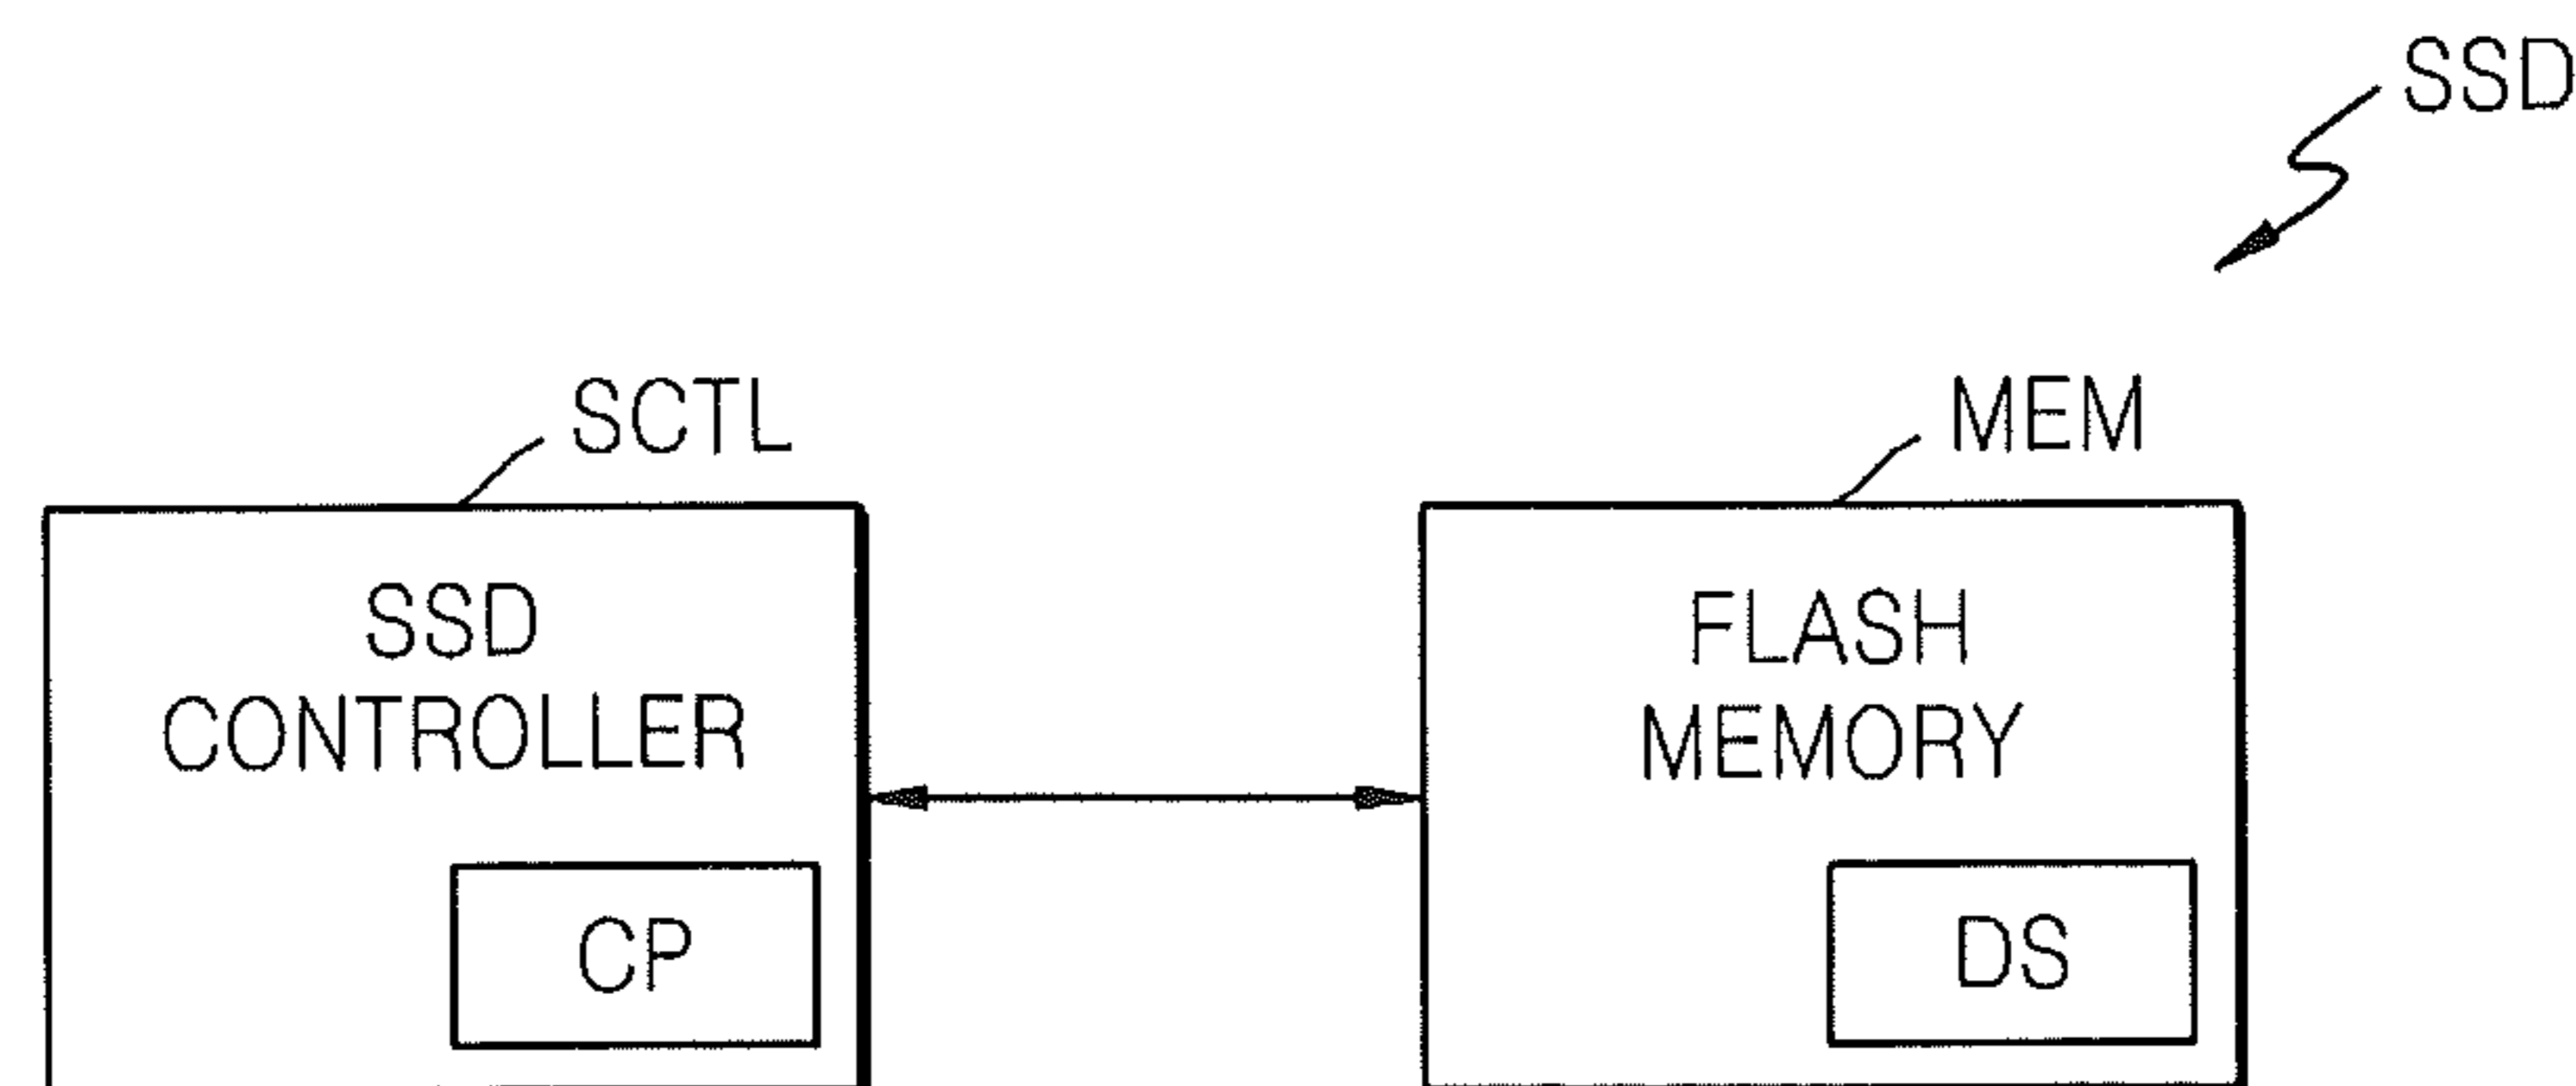 SSD
SCTL
MEM
SSD
CONTROLLER
FLASH
MEMORY
CP
DS